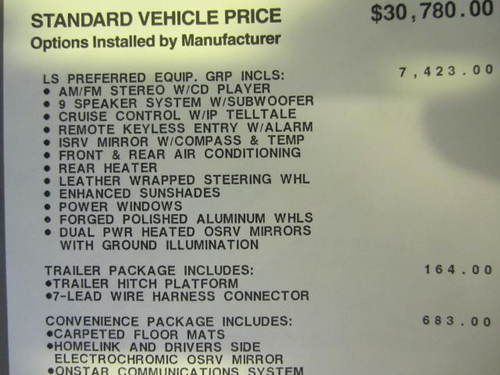 STANDARD VEHICLE PRICE $30,780.00
Options Installed by Manufacturer
LS PREFERRED EQUIP. GRP INCLS: 7,423.00
● AM/FM STEREO W/CD PLAYER
● 9 SPEAKER SYSTEM W/SUBWOOFER
● CRUISE CONTROL W/IP TELLTALE
● REMOTE KEYLESS ENTRY W/ALARM
● ISRV MIRROR W/COMPASS & TEMP
● FRONT & REAR AIR CONDITIONING
● REAR HEATER
● LEATHER WRAPPED STEERING WHL
● ENHANCED SUNSHADES
● POWER WINDOWS
● FORGED POLISHED ALUMINUM WHLS
● DUAL PWR HEATED OSRV MIRRORS
WITH GROUND ILLUMINATION
TRAILER PACKAGE INCLUDES: 164.00
●TRAILER HITCH PLATFORM
●7-LEAD WIRE HARNESS CONNECTOR
CONVENIENCE PACKAGE INCLUDES: 683.00
●CARPETED FLOOR MATS
●HOMELINK AND DRIVERS SIDE
ELECTROCHROMIC OSRV MIRROR
●ONSTAR COMMUNICATIONS SYSTEM